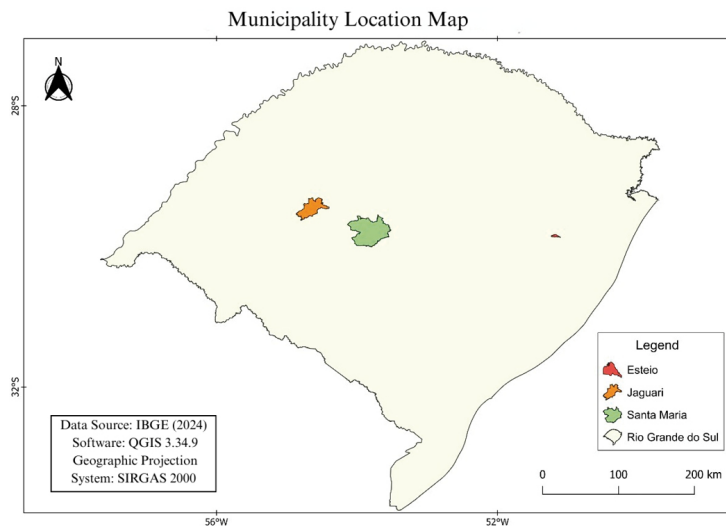 Municipality Location Map
N
28°S
32°S
Legend
Esteio
Jaguari
Santa Maria
Rio Grande do Sul
Data Source: IBGE (2024)
Software: QGIS 3.34.9
Geographic Projection
System: SIRGAS 2000
0 100 200 km
56°W 52°W